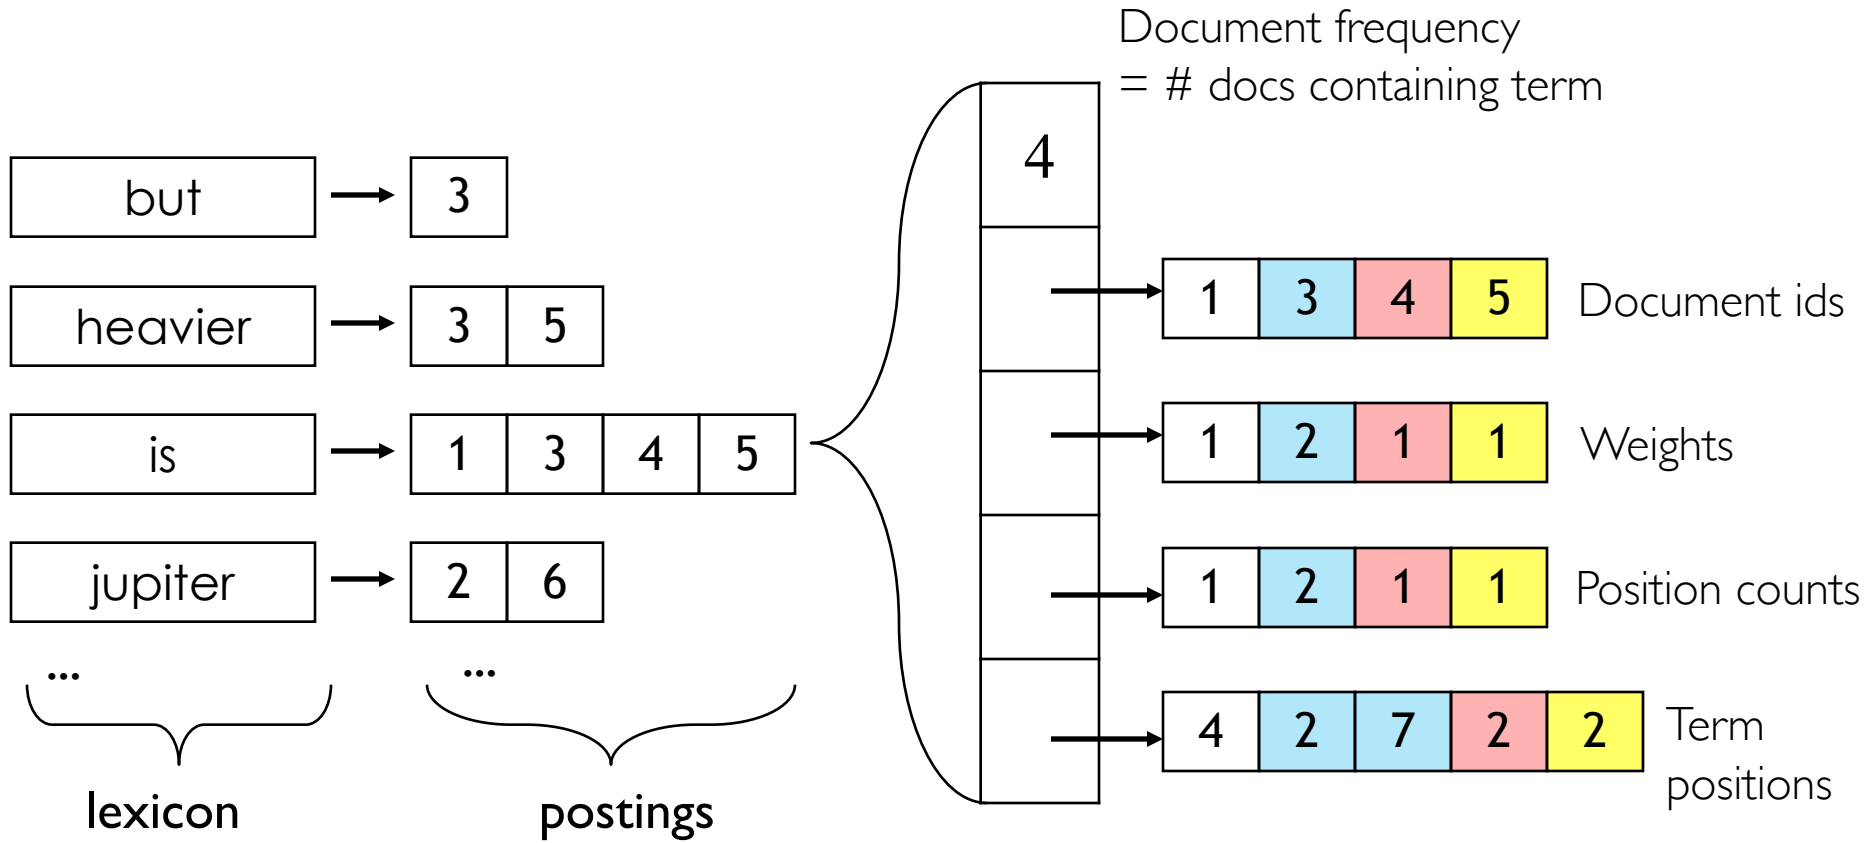 Document frequency
= # docs containing term
4
but
3
heavier
3 5
is
1 3 4 5
jupiter
2 6
...
...
lexicon
postings
1 3 4 5 Document ids
1 2 1 1 Weights
1 2 1 1 Position counts
4 2 7 2 2 Term
positions